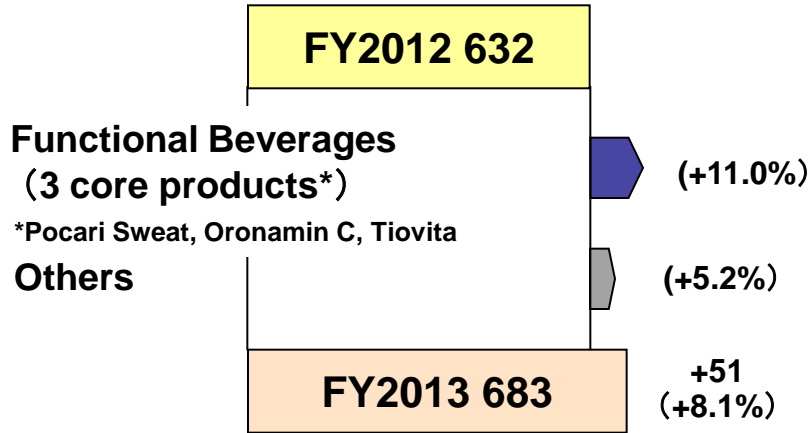 FY2012 632
Functional Beverages
（3 core products*）
(+11.0%）
*Pocari Sweat, Oronamin C, Tiovita
Others
(+5.2%）
FY2013 683
+51
（+8.1%）